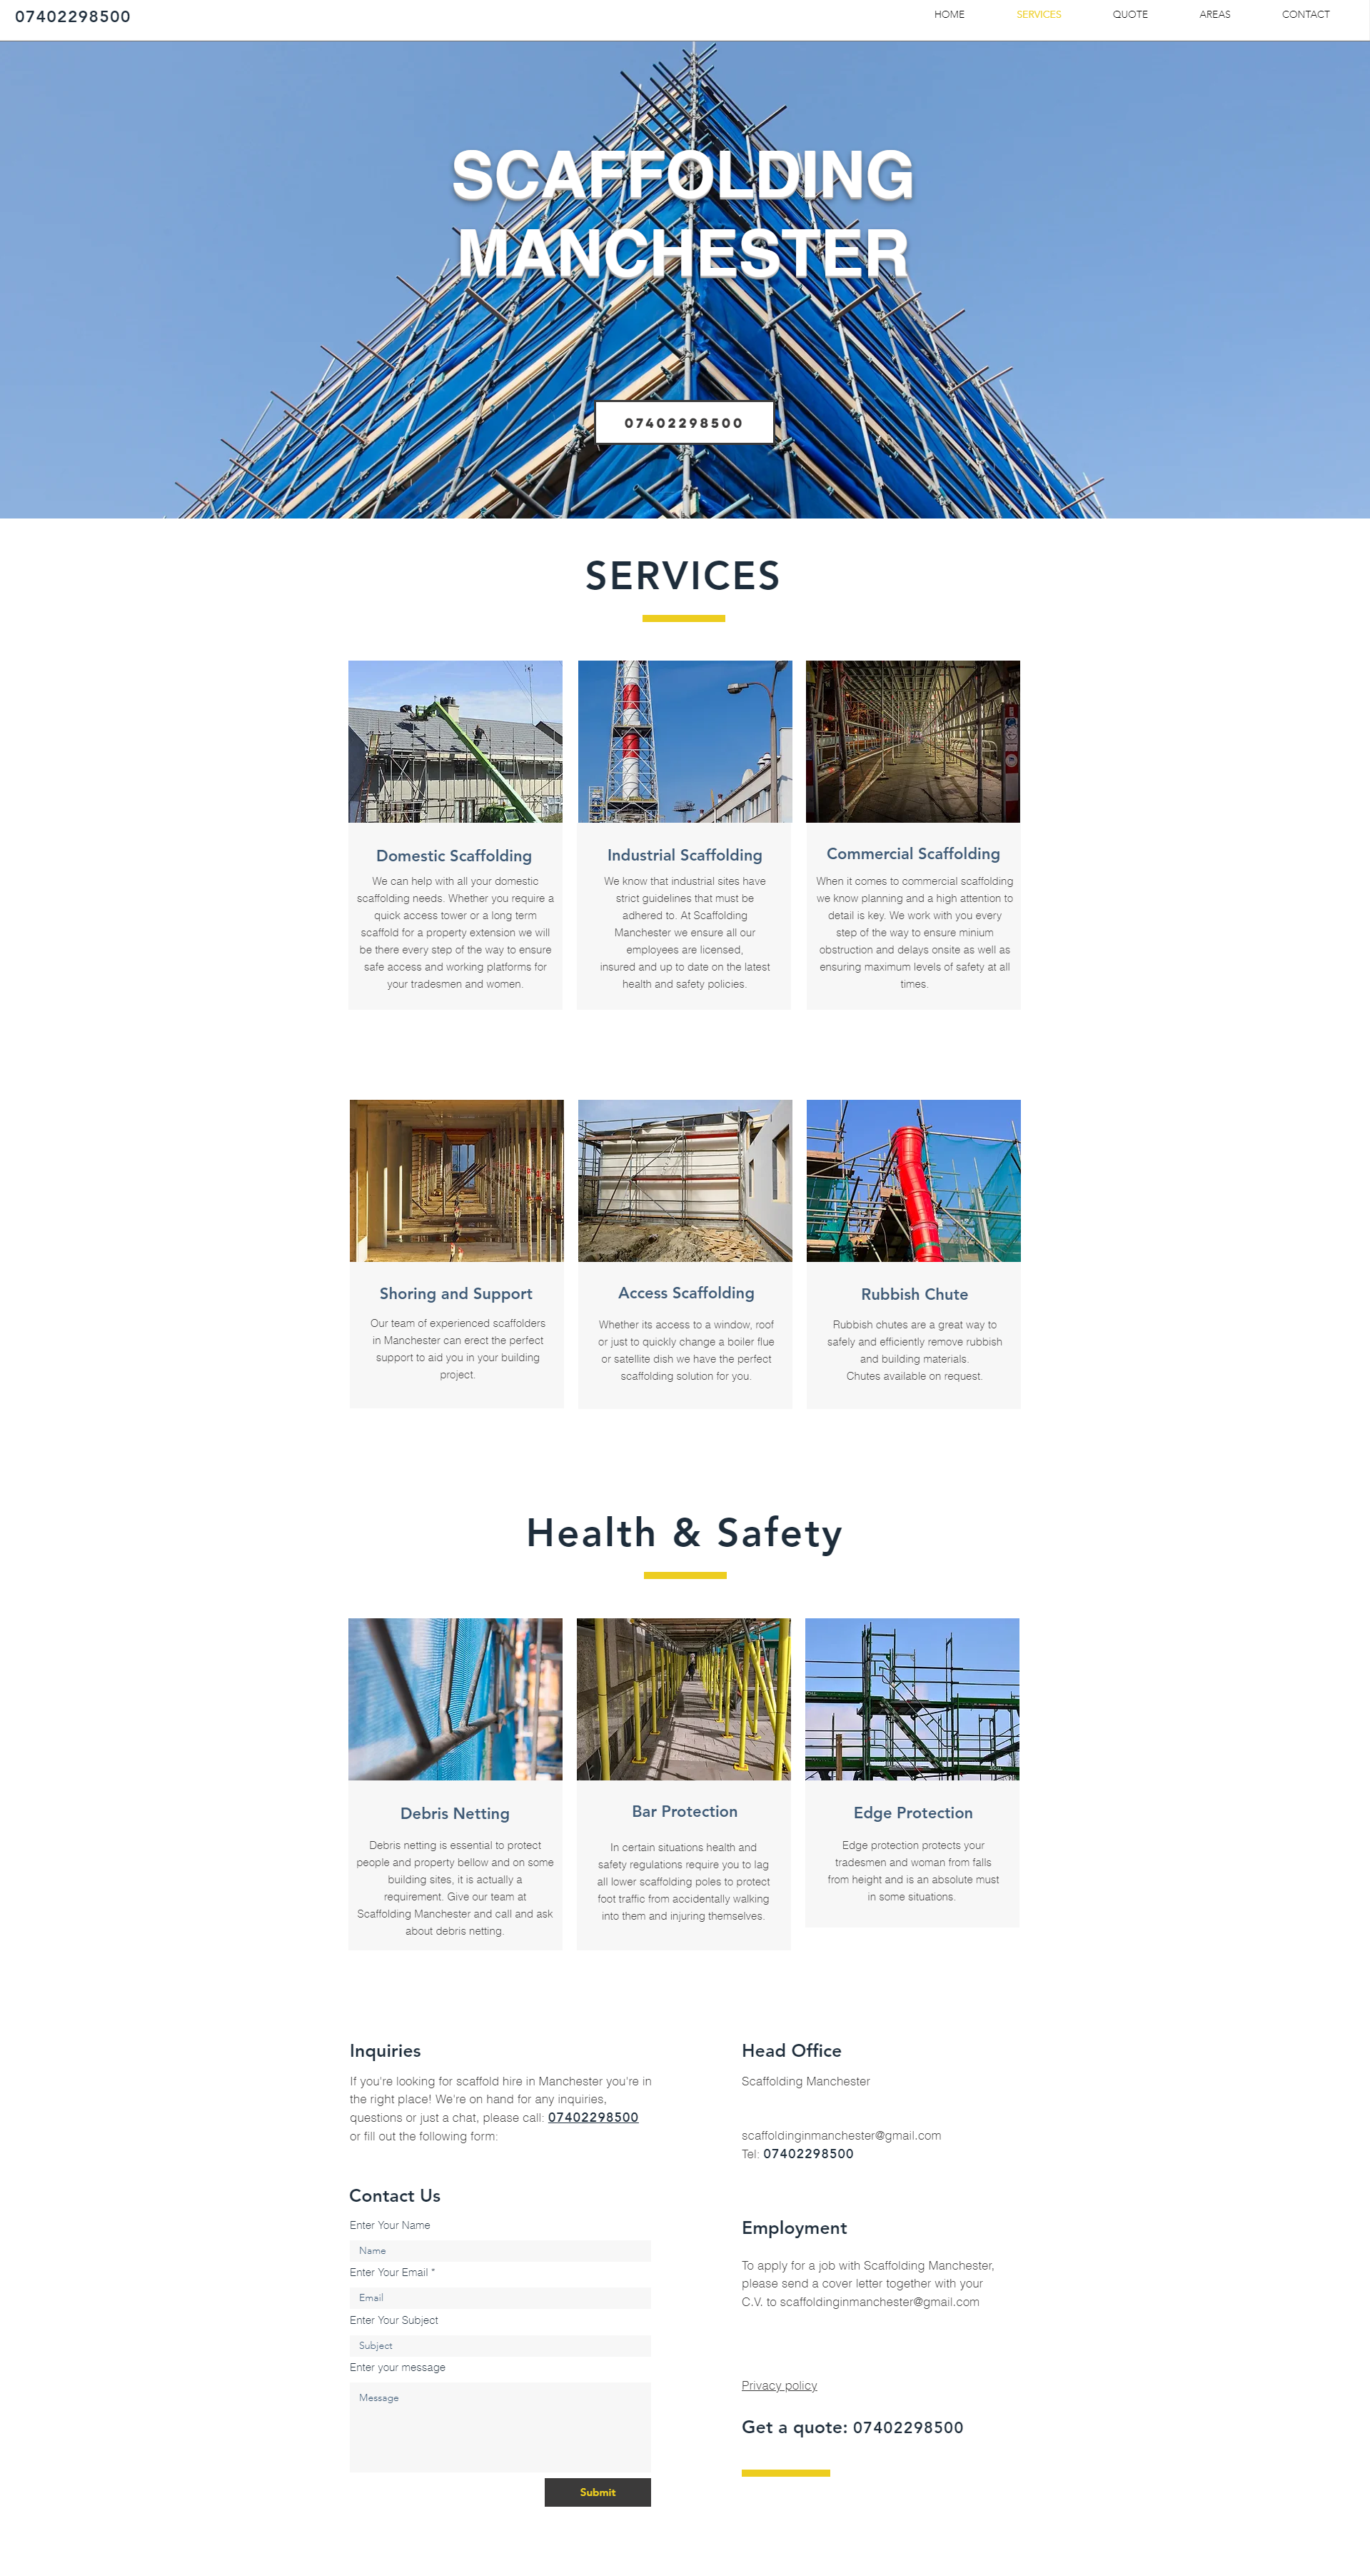 07402298500
HOME
SERVICES
QUOTE
AREAS
CONTACT
SCAFFOLDING
MANCHESTER
07402298500
SERVICES
Domestic Scaffolding
We can help with all your domestic
scaffolding needs. Whether you require a
quick access tower or a long term
scaffold for a property extension we will
be there every step of the way to ensure
safe access and working platforms for
your tradesmen and women.
Industrial Scaffolding
We know that industrial sites have
strict guidelines that must be
adhered to. At Scaffolding
Manchester we ensure all our
employees are licensed,
insured and up to date on the latest
health and safety policies.
Commercial Scaffolding
When it comes to commercial scaffolding
we know planning and a high attention to
detail is key. We work with you every
step of the way to ensure minium
obstruction and delays onsite as well as
ensuring maximum levels of safety at all
times.
Shoring and Support
Our team of experienced scaffolders
in Manchester can erect the perfect
support to aid you in your building
project.
Access Scaffolding
Whether its access to a window, roof
or just to quickly change a boiler flue
or satellite dish we have the perfect
scaffolding solution for you.
Rubbish Chute
Rubbish chutes are a great way to
safely and efficiently remove rubbish
and building materials.
Chutes available on request.
Health & Safety
Debris Netting
Debris netting is essential to protect
people and property bellow and on some
building sites, it is actually a
requirement. Give our team at
Scaffolding Manchester and call and ask
about debris netting.
Bar Protection
In certain situations health and
safety regulations require you to lag
all lower scaffolding poles to protect
foot traffic from accidentally walking
into them and injuring themselves.
Edge Protection
Edge protection protects your
tradesmen and woman from falls
from height and is an absolute must
in some situations.
Inquiries
If you're looking for scaffold hire in Manchester you're in
the right place! We're on hand for any inquiries,
questions or just a chat, please call: 07402298500
or fill out the following form:
Contact Us
Enter Your Name
Name
Enter Your Email *
Email
Enter Your Subject
Subject
Enter your message
Message
Submit
Head Office
Scaffolding Manchester
scaffoldinginmanchester@gmail.com
Tel: 07402298500
Employment
To apply for a job with Scaffolding Manchester,
please send a cover letter together with your
C.V. to scaffoldinginmanchester@gmail.com
Privacy policy
Get a quote: 07402298500